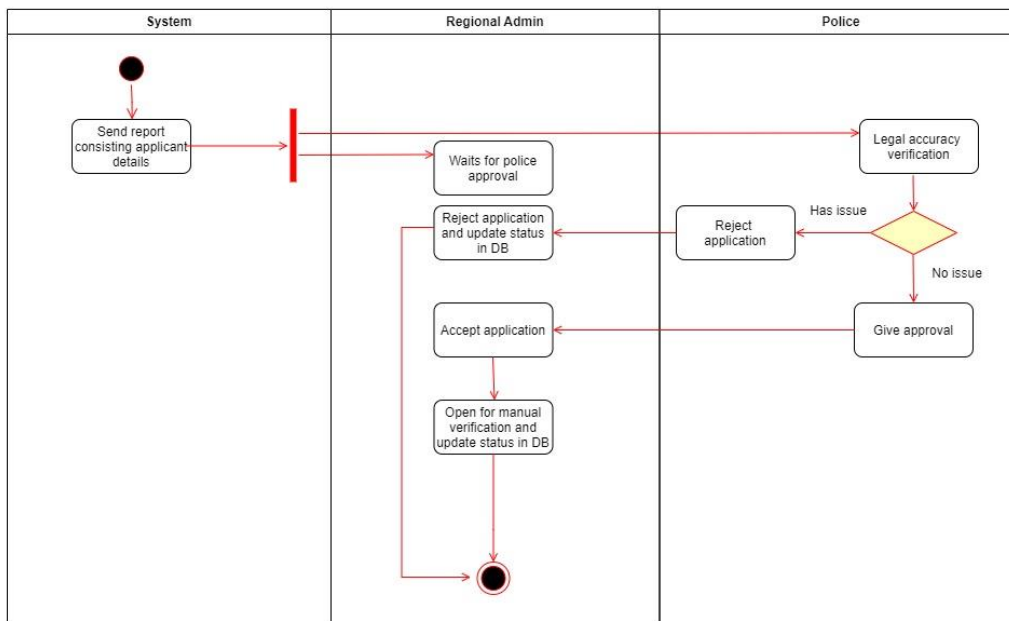 System
Regional Admin
Police
Send report
consisting applicant
details
Waits for police
approval
Legal accuracy
verification
Reject application
and update status
in DB
Reject
application
Has issue
No issue
Accept application
Give approval
Open for manual
verification and
update status in DB